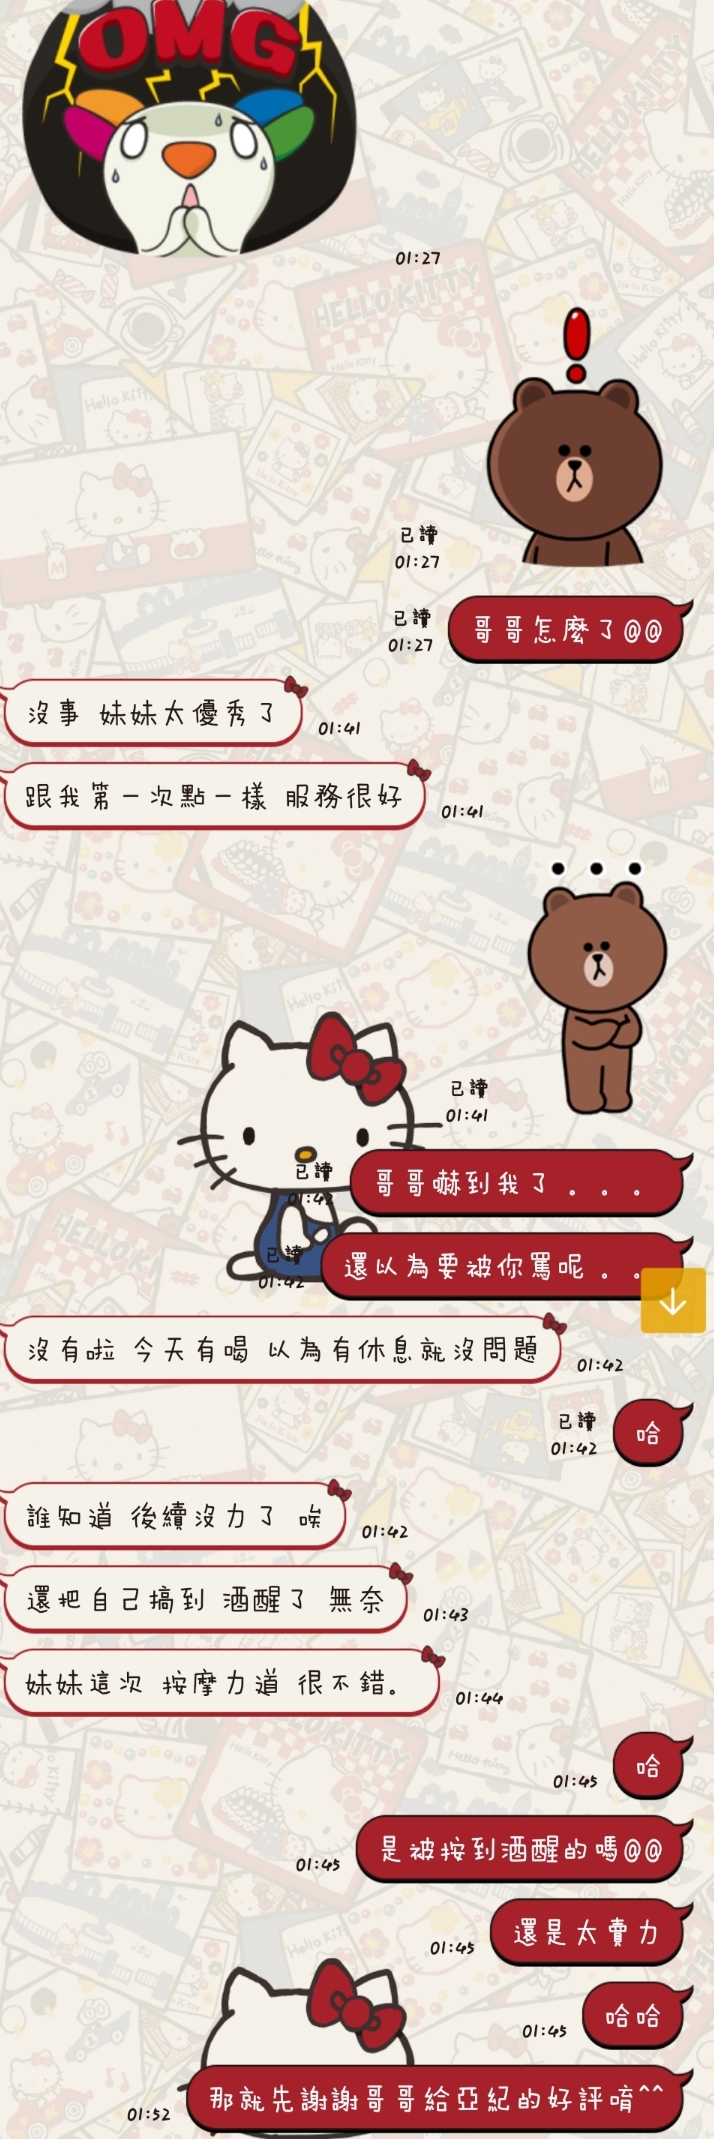 OMG
01:27
已讀
01:27
已讀
01:27
哥哥怎麼了@@
沒事 妹妹太優秀了
01:41
跟我第一次點一樣 服務很好
01:41
已讀
01:41
已讀
01:42
哥哥嚇到我了...
已讀
01:42
還以為要被你罵呢..
沒有啦 今天有喝 以為有休息就沒問題
01:42
已讀
01:42
哈
誰知道 後續沒力了 唉
01:42
還把自己搞到 酒醒了 無奈
01:43
妹妹這次 按摩力道 很不錯。
01:44
哈
01:45
是被按到酒醒的嗎@@
01:45
還是太賣力
01:45
哈哈
01:45
那就先謝謝哥哥給亞紀的好評唷^^
01:52